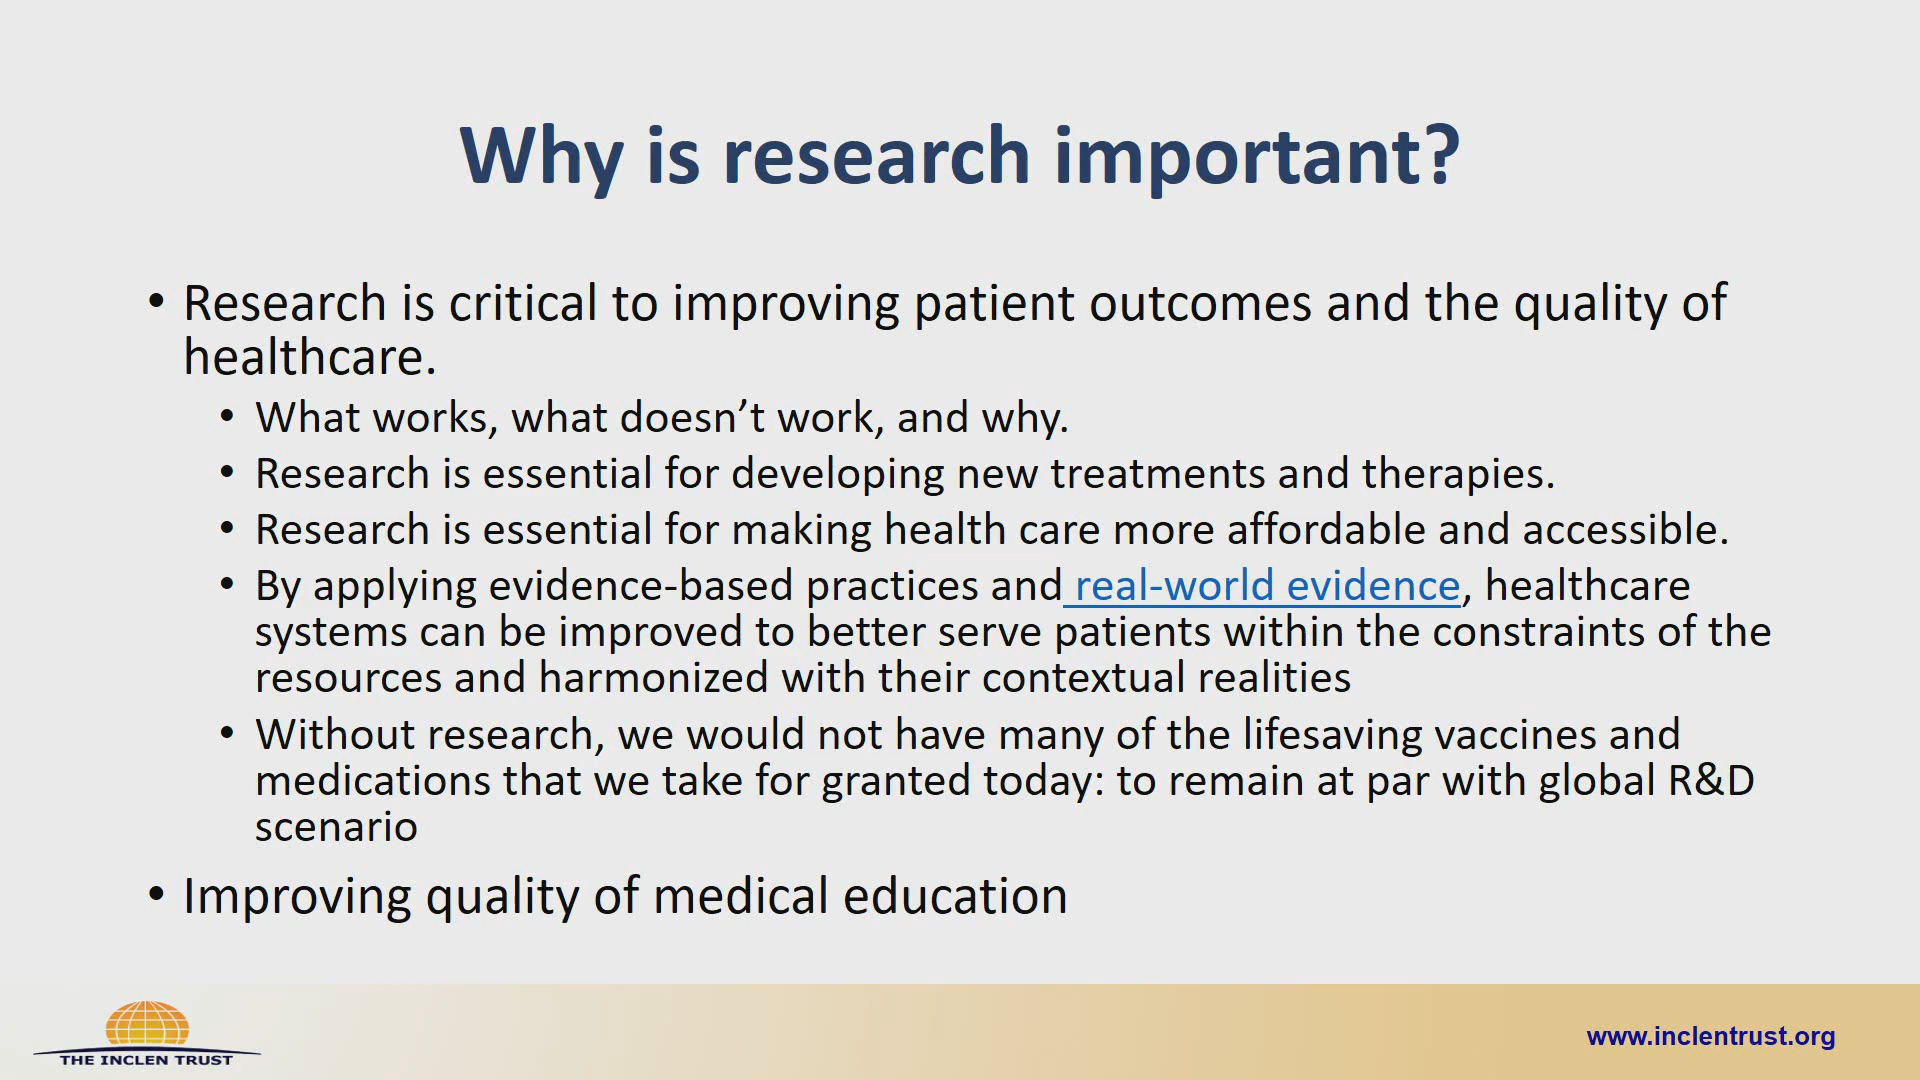 Why is research important?
• Research is critical to improving patient outcomes and the quality of
healthcare.
• What works, what doesn’t work, and why.
• Research is essential for developing new treatments and therapies.
• Research is essential for making health care more affordable and accessible.
• By applying evidence-based practices and real-world evidence, healthcare
systems can be improved to better serve patients within the constraints of the
resources and harmonized with their contextual realities
• Without research, we would not have many of the lifesaving vaccines and
medications that we take for granted today: to remain at par with global R&D
scenario
• Improving quality of medical education
THE INCLEN TRUST
www.inclentrust.org